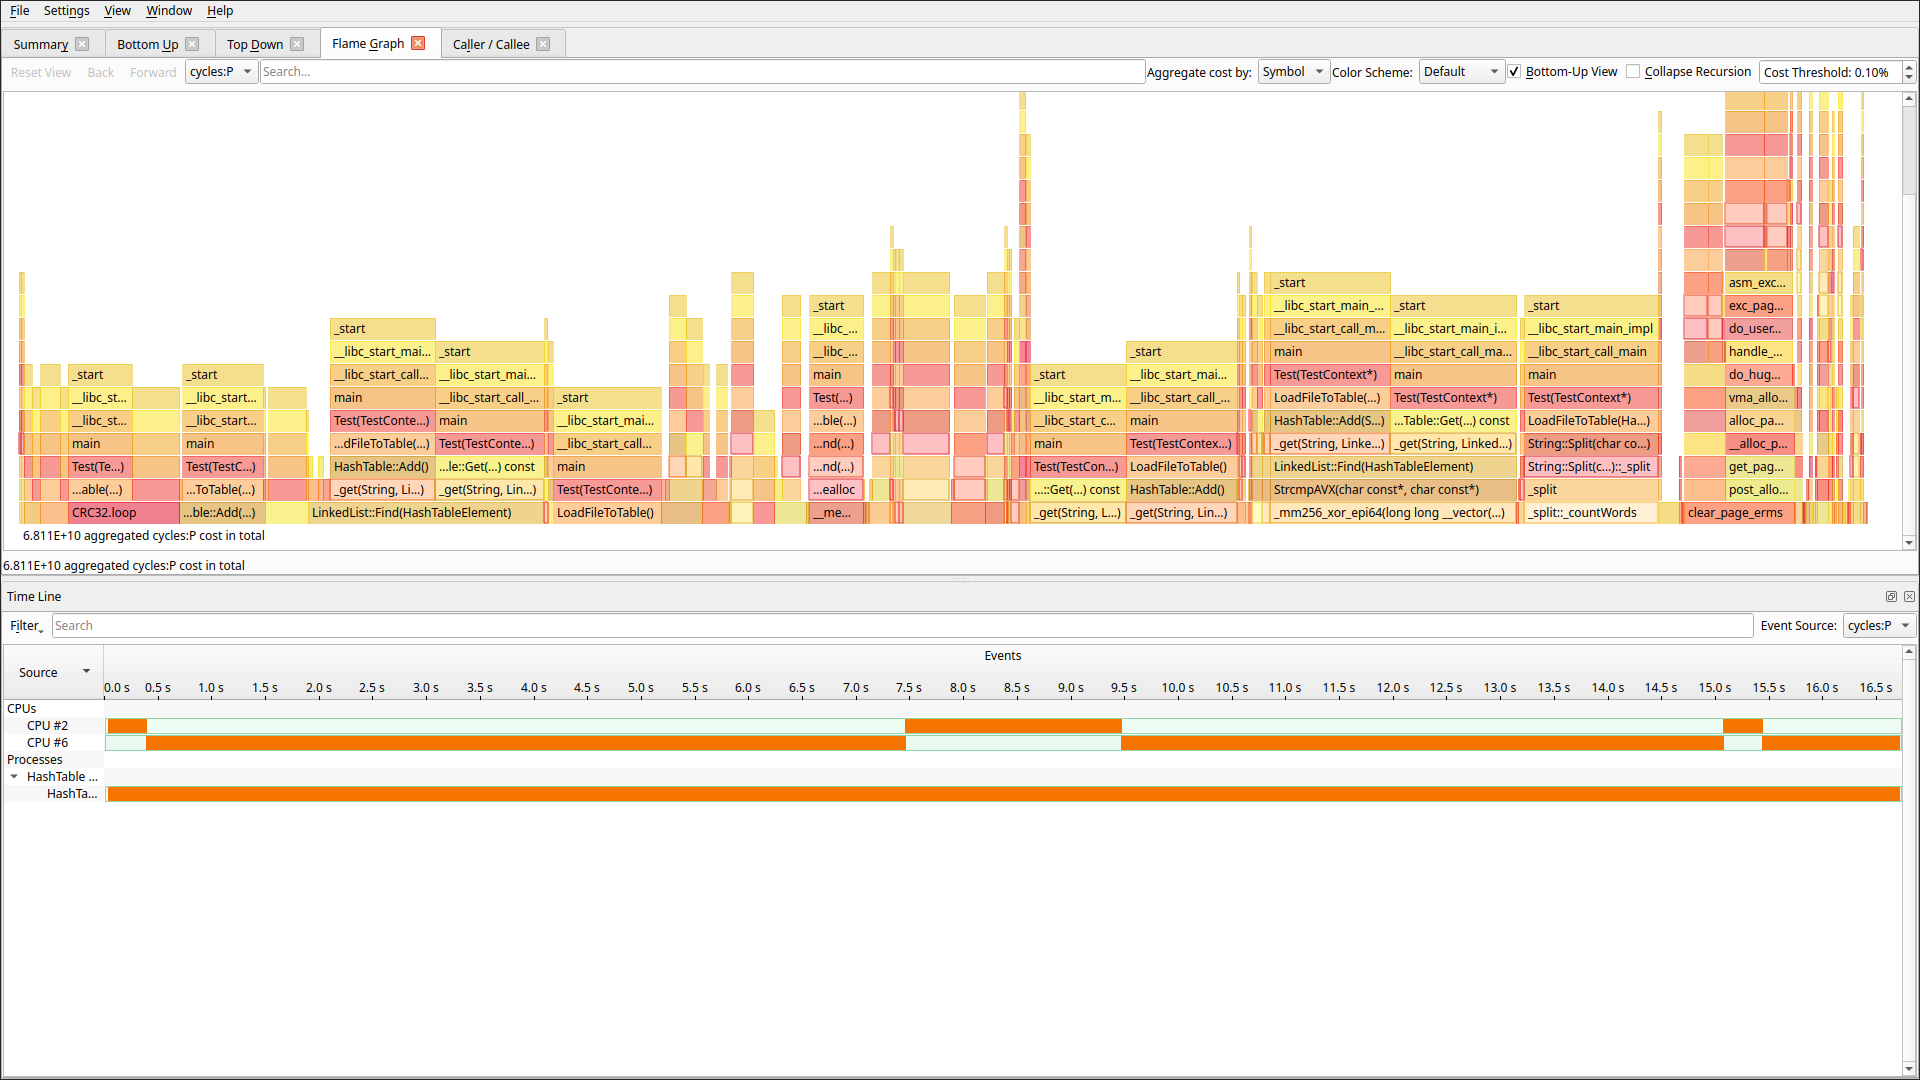 File Settings View Window Help
Summary Bottom Up Top Down Flame Graph Caller / Callee
Reset View Back Forward cycles:P Search... Aggregate cost by: Symbol Color Scheme: Default Bottom-Up View Collapse Recursion Cost Threshold: 0.10%
_start asm_exc...
_start __libc_start_main_... _start _start exc_pag...
_start __libc_... __libc_start_call_m... __libc_start_main_i... __libc_start_main_impl do_user...
__libc_start_mai... _start __libc_... _start main __libc_start_call_ma... __libc_start_call_main handle_...
_start _start __libc_start_call... __libc_start_mai... main _start __libc_start_mai... Test(TestContext*) main main do_hug...
__libc_st... __libc_start... main __libc_start_call_... _start Test(...) __libc_start_m... __libc_start_call_... LoadFileToTable(...) Test(TestContext*) Test(TestContext*) vma_allo...
__libc_st... __libc_start... Test(TestConte...) main __libc_start_mai... ...ble(...) __libc_start_c... main HashTable::Add(S...) ...Table::Get(...) const LoadFileToTable(Ha...) alloc_pa...
main main ...dFileToTable(...) Test(TestConte...) __libc_start_call... ...nd(...) main Test(TestContex...) _get(String, Linke...) _get(String, Linked...) String::Split(char co...) __alloc_p...
Test(Te...) Test(TestC...) HashTable::Add() ...le::Get(...) const main ...nd(...) Test(TestCon...) LoadFileToTable() LinkedList::Find(HashTableElement) String::Split(c...)::_split get_pag...
...able(...) ...ToTable(...) _get(String, Li...) _get(String, Lin...) Test(TestConte...) ...ealloc ...::Get(...) const HashTable::Add() StrcmpAVX(char const*, char const*) _split post_allo...
CRC32.loop ...ble::Add(...) LinkedList::Find(HashTableElement) LoadFileToTable() __me... _get(String, L...) _get(String, Lin...) _mm256_xor_epi64(long long __vector(...) _split::_countWords clear_page_erms
6.811E+10 aggregated cycles:P cost in total
6.811E+10 aggregated cycles:P cost in total
Time Line
Filter Search Event Source: cycles:P
Events
Source
0.0 s 0.5 s 1.0 s 1.5 s 2.0 s 2.5 s 3.0 s 3.5 s 4.0 s 4.5 s 5.0 s 5.5 s 6.0 s 6.5 s 7.0 s 7.5 s 8.0 s 8.5 s 9.0 s 9.5 s 10.0 s 10.5 s 11.0 s 11.5 s 12.0 s 12.5 s 13.0 s 13.5 s 14.0 s 14.5 s 15.0 s 15.5 s 16.0 s 16.5 s
CPUs
CPU #2
CPU #6
Processes
HashTable ...
HashTa...